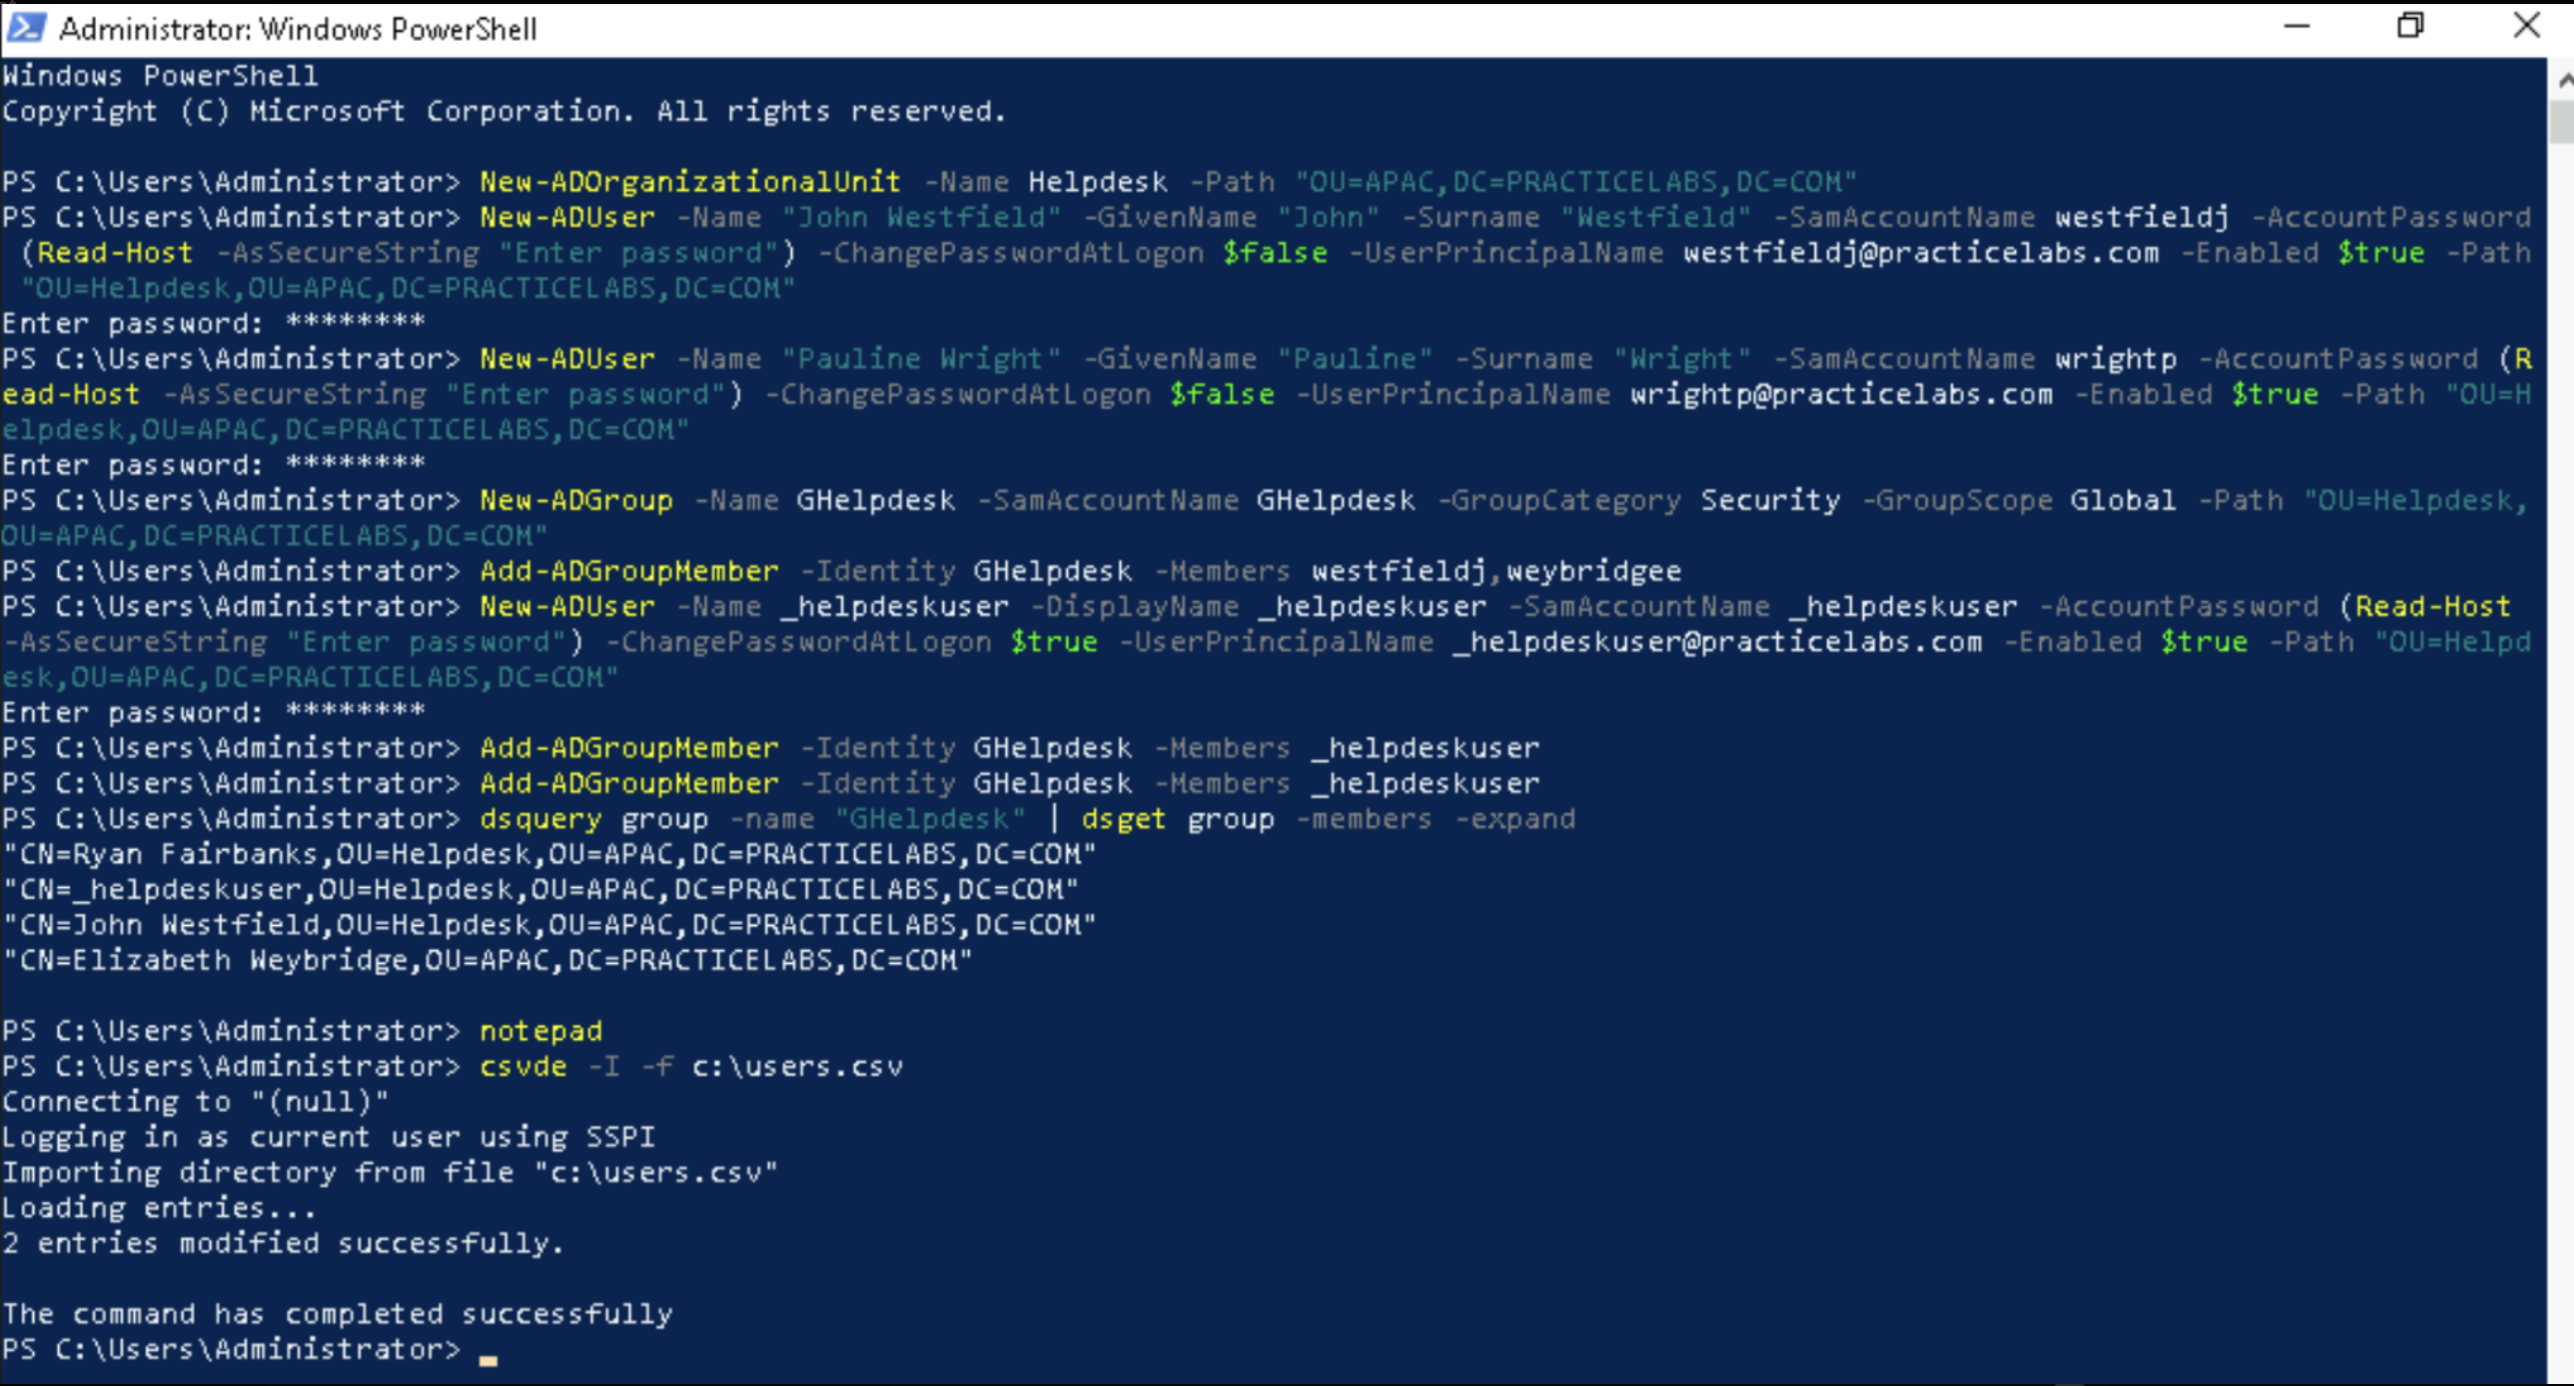 Administrator: Windows PowerShell
Windows PowerShell
Copyright (C) Microsoft Corporation. All rights reserved.
PS C:\Users\Administrator> New-ADOrganizationalUnit -Name Helpdesk -Path "OU=APAC,DC=PRACTICELABS,DC=COM"
PS C:\Users\Administrator> New-ADUser -Name "John Westfield" -GivenName "John" -Surname "Westfield" -SamAccountName westfieldj -AccountPassword
(Read-Host -AsSecureString "Enter password") -ChangePasswordAtLogon $false -UserPrincipalName westfieldj@practicelabs.com -Enabled $true -Path
"OU=Helpdesk,OU=APAC,DC=PRACTICELABS,DC=COM"
Enter password: ********
PS C:\Users\Administrator> New-ADUser -Name "Pauline Wright" -GivenName "Pauline" -Surname "Wright" -SamAccountName wrightp -AccountPassword (R
ead-Host -AsSecureString "Enter password") -ChangePasswordAtLogon $false -UserPrincipalName wrightp@practicelabs.com -Enabled $true -Path "OU=H
elpdesk,OU=APAC,DC=PRACTICELABS,DC=COM"
Enter password: ********
PS C:\Users\Administrator> New-ADGroup -Name GHelpdesk -SamAccountName GHelpdesk -GroupCategory Security -GroupScope Global -Path "OU=Helpdesk,
OU=APAC,DC=PRACTICELABS,DC=COM"
PS C:\Users\Administrator> Add-ADGroupMember -Identity GHelpdesk -Members westfieldj,weybridgee
PS C:\Users\Administrator> New-ADUser -Name _helpdeskuser -DisplayName _helpdeskuser -SamAccountName _helpdeskuser -AccountPassword (Read-Host
-AsSecureString "Enter password") -ChangePasswordAtLogon $true -UserPrincipalName _helpdeskuser@practicelabs.com -Enabled $true -Path "OU=Helpd
esk,OU=APAC,DC=PRACTICELABS,DC=COM"
Enter password: ********
PS C:\Users\Administrator> Add-ADGroupMember -Identity GHelpdesk -Members _helpdeskuser
PS C:\Users\Administrator> Add-ADGroupMember -Identity GHelpdesk -Members _helpdeskuser
PS C:\Users\Administrator> dsquery group -name "GHelpdesk" | dsget group -members -expand
"CN=Ryan Fairbanks,OU=Helpdesk,OU=APAC,DC=PRACTICELABS,DC=COM"
"CN=_helpdeskuser,OU=Helpdesk,OU=APAC,DC=PRACTICELABS,DC=COM"
"CN=John Westfield,OU=Helpdesk,OU=APAC,DC=PRACTICELABS,DC=COM"
"CN=Elizabeth Weybridge,OU=APAC,DC=PRACTICELABS,DC=COM"
PS C:\Users\Administrator> notepad
PS C:\Users\Administrator> csvde -I -f c:\users.csv
Connecting to "(null)"
Logging in as current user using SSPI
Importing directory from file "c:\users.csv"
Loading entries...
2 entries modified successfully.
The command has completed successfully
PS C:\Users\Administrator>